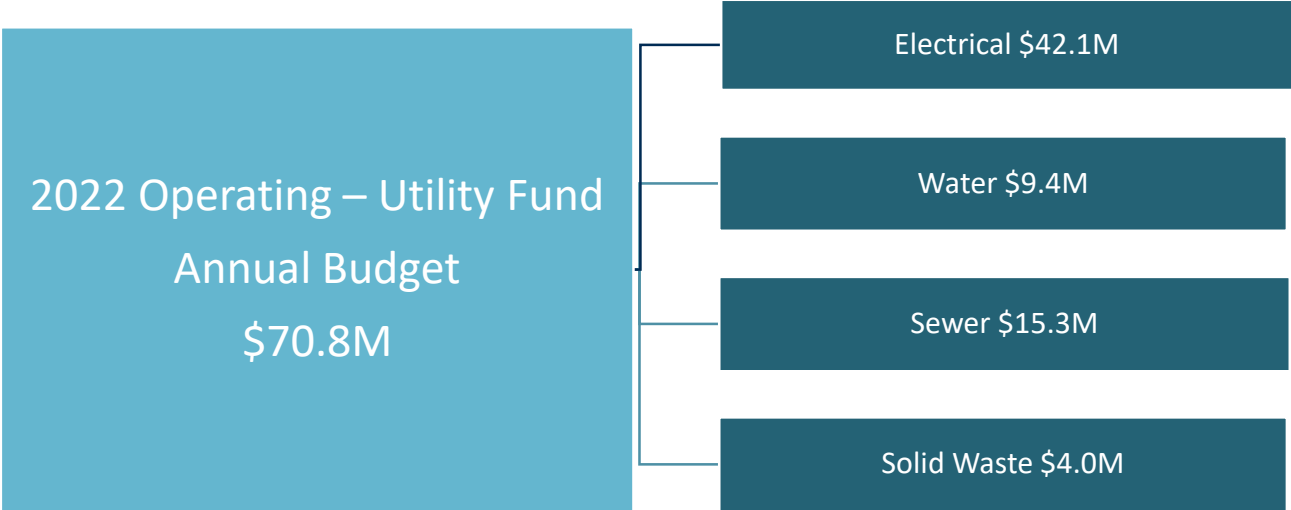 2022 Operating – Utility Fund
Annual Budget
$70.8M
Electrical $42.1M
Water $9.4M
Sewer $15.3M
Solid Waste $4.0M